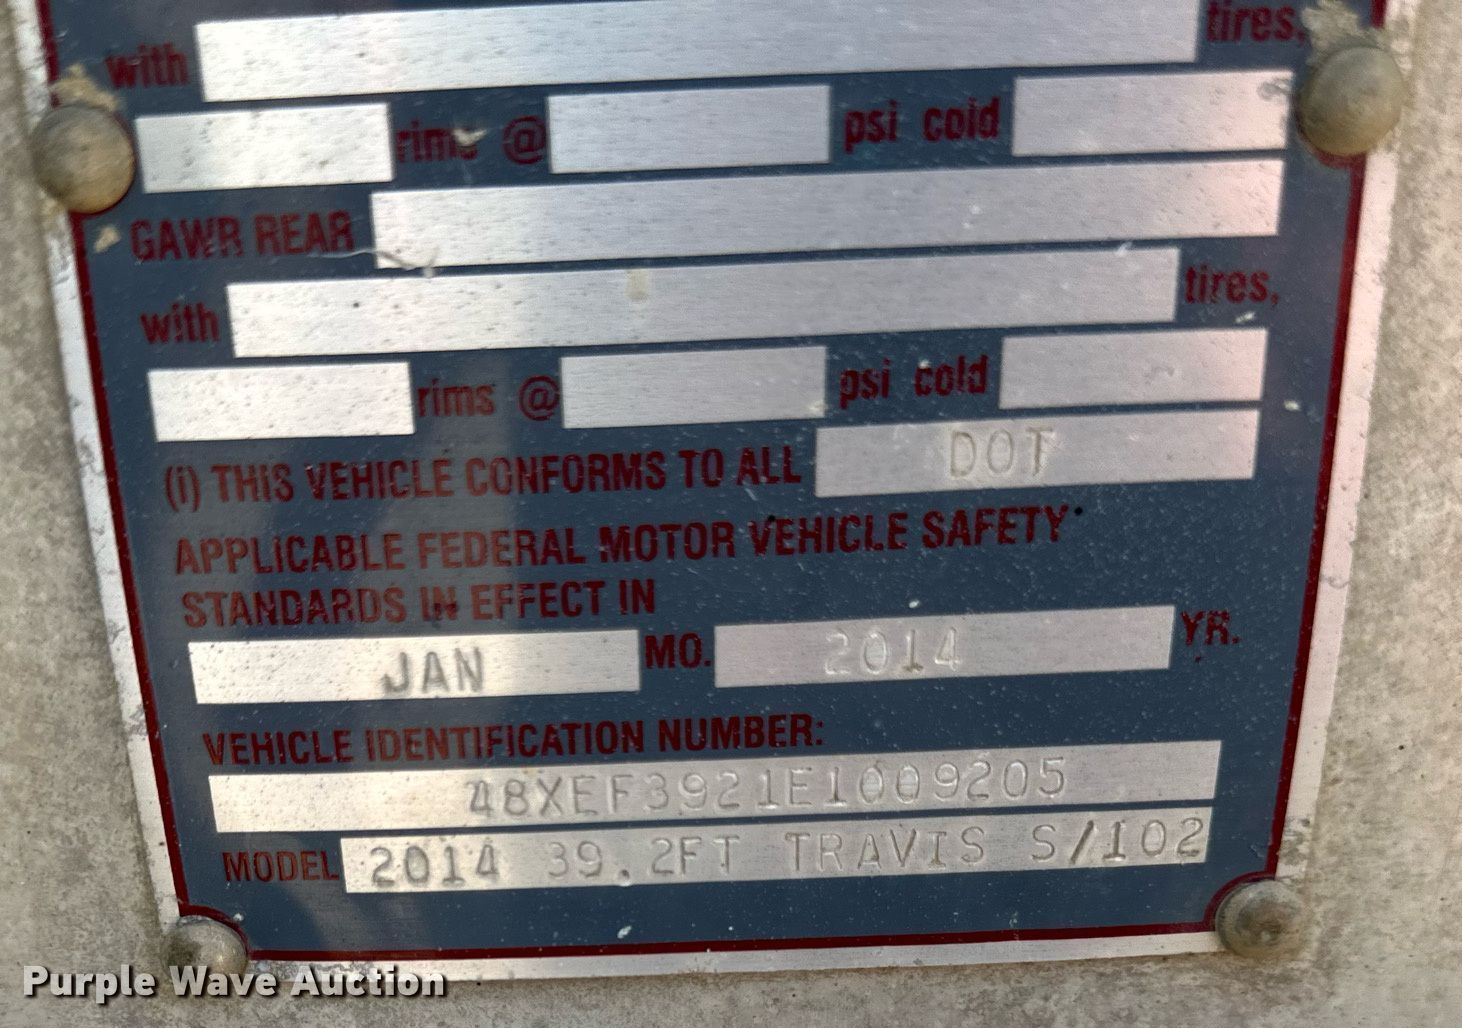 with tires,
rims @ psi cold
GAWR REAR
with tires,
rims @ psi cold
(i) THIS VEHICLE CONFORMS TO ALL DOT
APPLICABLE FEDERAL MOTOR VEHICLE SAFETY
STANDARDS IN EFFECT IN
JAN MO. 2014 YR.
VEHICLE IDENTIFICATION NUMBER:
48XEF3921E1009205
MODEL 2014 39.2FT TRAVIS S/102
Purple Wave Auction